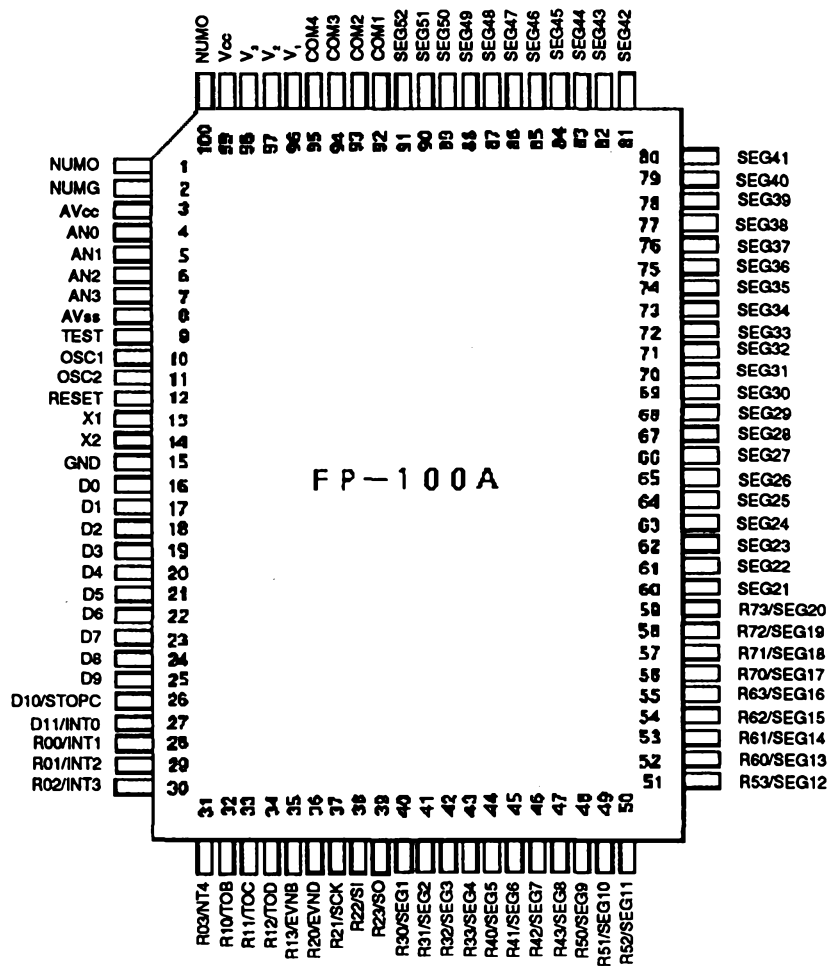 NUMO
Vcc
V3
V2
V1
COM4
COM3
COM2
COM1
SEG52
SEG51
SEG50
SEG49
SEG48
SEG47
SEG46
SEG45
SEG44
SEG43
SEG42
100 99 98 97 96 95 94 93 92 91 90 89 88 87 86 85 84 83 82 81
NUMO 1
NUMG 2
AVcc 3
AN0 4
AN1 5
AN2 6
AN3 7
AVss 8
TEST 9
OSC1 10
OSC2 11
RESET 12
X1 13
X2 14
GND 15
D0 16
D1 17
D2 18
D3 19
D4 20
D5 21
D6 22
D7 23
D8 24
D9 25
D10/STOPC 26
D11/INT0 27
R00/INT1 28
R01/INT2 29
R02/INT3 30
FP-100A
80 SEG41
79 SEG40
78 SEG39
77 SEG38
76 SEG37
75 SEG36
74 SEG35
73 SEG34
72 SEG33
71 SEG32
70 SEG31
69 SEG30
68 SEG29
67 SEG28
66 SEG27
65 SEG26
64 SEG25
63 SEG24
62 SEG23
61 SEG22
60 SEG21
59 R73/SEG20
58 R72/SEG19
57 R71/SEG18
56 R70/SEG17
55 R63/SEG16
54 R62/SEG15
53 R61/SEG14
52 R60/SEG13
51 R53/SEG12
31 32 33 34 35 36 37 38 39 40 41 42 43 44 45 46 47 48 49 50
R03/NT4
R10/TOB
R11/TOC
R12/TOD
R13/EVNB
R20/EVND
R21/SCK
R22/SI
R23/SO
R30/SEG1
R31/SEG2
R32/SEG3
R33/SEG4
R40/SEG5
R41/SEG6
R42/SEG7
R43/SEG8
R50/SEG9
R51/SEG10
R52/SEG11